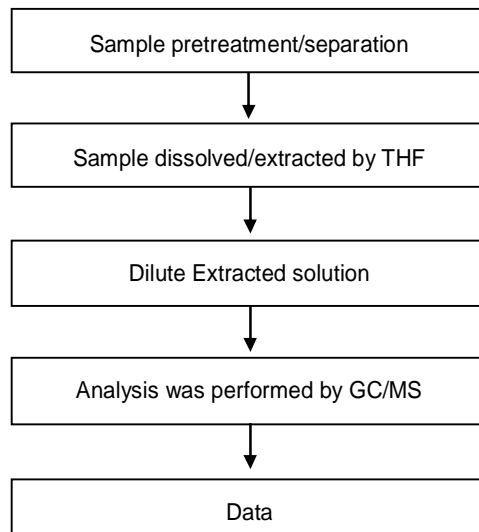 Sample pretreatment/separation
Sample dissolved/extracted by THF
Dilute Extracted solution
Analysis was performed by GC/MS
Data